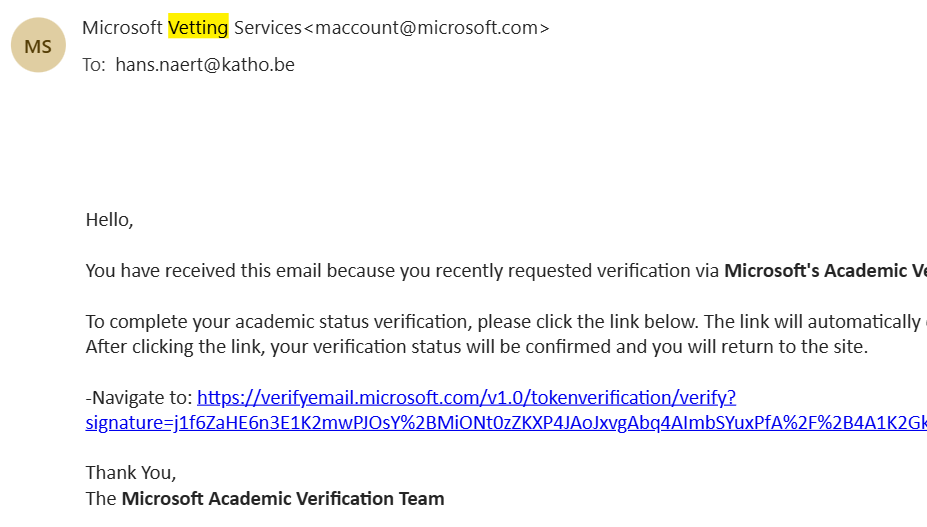 MS
Microsoft Vetting Services<maccount@microsoft.com>
To: hans.naert@katho.be
Hello,
You have received this email because you recently requested verification via Microsoft's Academic Ve
To complete your academic status verification, please click the link below. The link will automatically
After clicking the link, your verification status will be confirmed and you will return to the site.
-Navigate to: https://verifyemail.microsoft.com/v1.0/tokenverification/verify?
signature=j1f6ZaHE6n3E1K2mwPJOsY%2BMiONt0zZKXP4JAoJxvgAbq4AImbSYuxPfA%2F%2B4A1K2Gk
Thank You,
The Microsoft Academic Verification Team